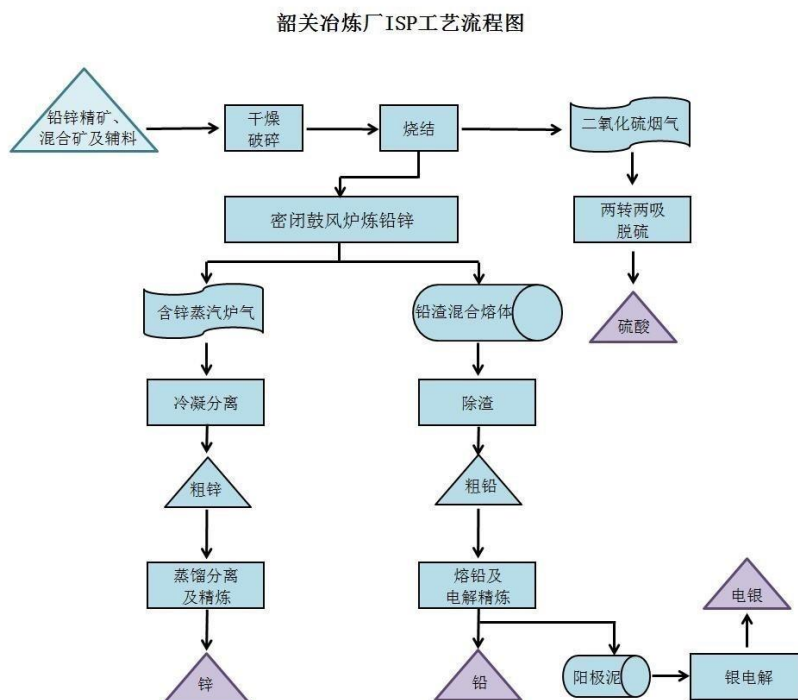 韶关冶炼厂ISP工艺流程图
铅锌精矿、
混合矿及辅料
干燥
破碎
烧结
二氧化硫烟气
密闭鼓风炉炼铅锌
两转两吸
脱硫
含锌蒸汽炉气
铅渣混合熔体
硫酸
冷凝分离
除渣
粗锌
粗铅
蒸馏分离
及精炼
熔铅及
电解精炼
电银
锌
铅
阳极泥
银电解